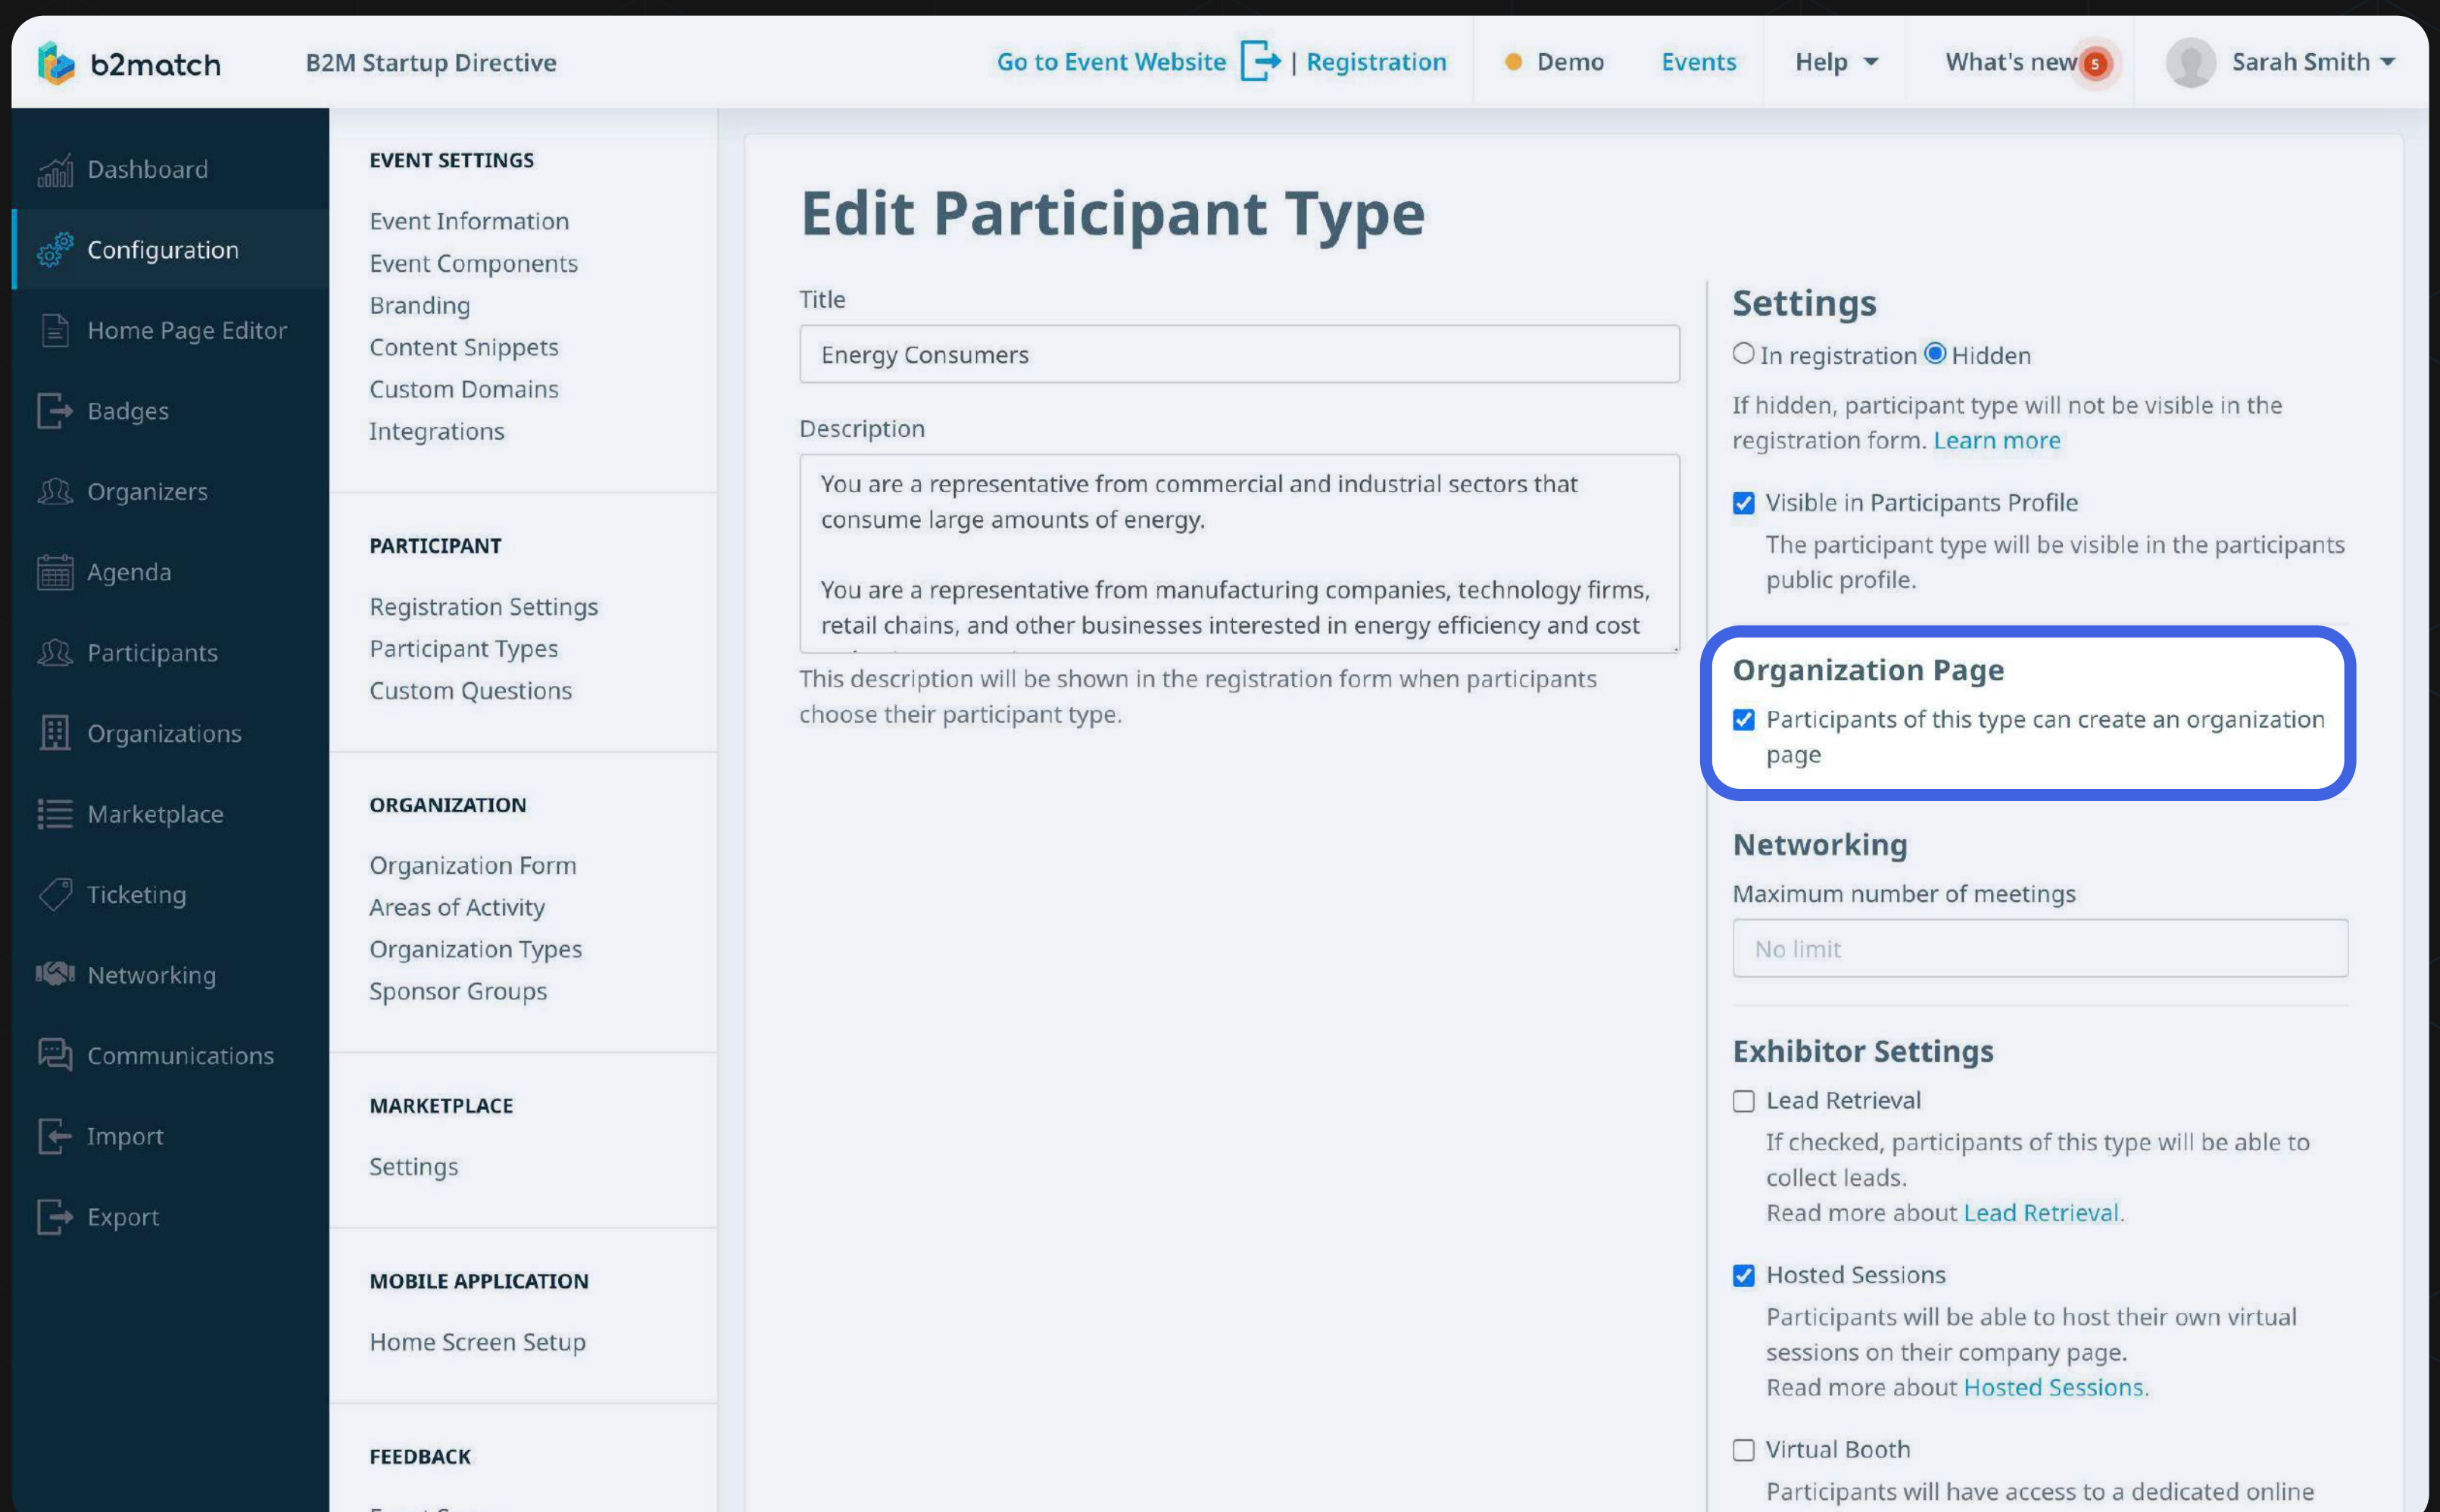 b2match
B2M Startup Directive
Go to Event Website | Registration
Demo
Events
Help
What's new 5
Sarah Smith
Dashboard
Configuration
Home Page Editor
Badges
Organizers
Agenda
Participants
Organizations
Marketplace
Ticketing
Networking
Communications
Import
Export
EVENT SETTINGS
Event Information
Event Components
Branding
Content Snippets
Custom Domains
Integrations
PARTICIPANT
Registration Settings
Participant Types
Custom Questions
ORGANIZATION
Organization Form
Areas of Activity
Organization Types
Sponsor Groups
MARKETPLACE
Settings
MOBILE APPLICATION
Home Screen Setup
FEEDBACK
Edit Participant Type
Title
Energy Consumers
Description
You are a representative from commercial and industrial sectors that
consume large amounts of energy.
You are a representative from manufacturing companies, technology firms,
retail chains, and other businesses interested in energy efficiency and cost
This description will be shown in the registration form when participants
choose their participant type.
Settings
In registration Hidden
If hidden, participant type will not be visible in the
registration form. Learn more
Visible in Participants Profile
The participant type will be visible in the participants
public profile.
Organization Page
Participants of this type can create an organization
page
Networking
Maximum number of meetings
No limit
Exhibitor Settings
Lead Retrieval
If checked, participants of this type will be able to
collect leads.
Read more about Lead Retrieval.
Hosted Sessions
Participants will be able to host their own virtual
sessions on their company page.
Read more about Hosted Sessions.
Virtual Booth
Participants will have access to a dedicated online